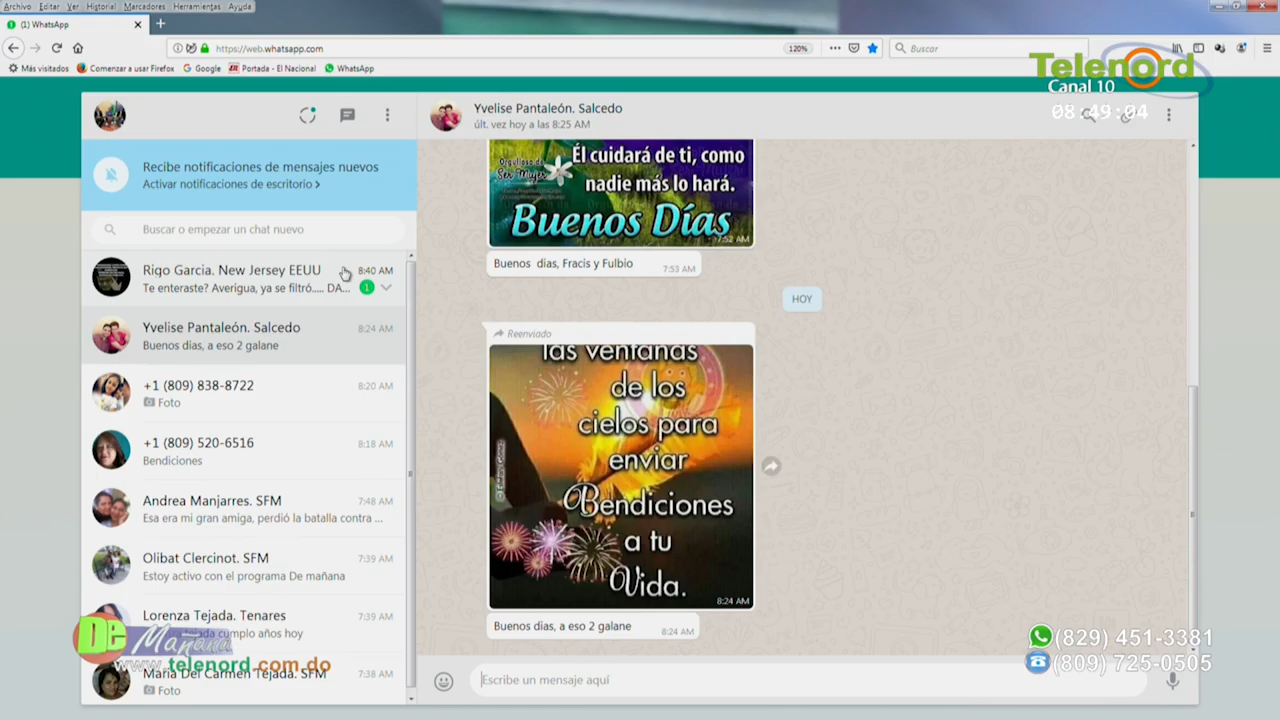 Archivo Editar Ver Historial Marcadores Herramientas Ayuda
(1) WhatsApp
https://web.whatsapp.com
120%
Buscar
Más visitados
Comenzar a usar Firefox
Google
Portada - El Nacional
WhatsApp
Telenord
Canal 10
08:49:04
Recibe notificaciones de mensajes nuevos
Activar notificaciones de escritorio
Buscar o empezar un chat nuevo
Rigo Garcia. New Jersey EEUU
8:40 AM
Te enteraste? Averigua, ya se filtró..... DA...
1
Yvelise Pantaleón. Salcedo
8:24 AM
Buenos días, a eso 2 galane
+1 (809) 838-8722
8:20 AM
Foto
+1 (809) 520-6516
8:18 AM
Bendiciones
Andrea Manjarres. SFM
7:48 AM
Esa era mi gran amiga, perdió la batalla contra ...
Olibat Clercinot. SFM
7:39 AM
Estoy activo con el programa De mañana
Lorenza Tejada. Tenares
7:39 AM
cumplo años hoy
Maria Del Carmen Tejada. SFM
7:38 AM
Foto
De Mañana
www.telenord.com.do
Yvelise Pantaleón. Salcedo
últ. vez hoy a las 8:25 AM
Orgullosa de
Ser Mujer
Él cuidará de ti, como
nadie más lo hará.
Buenos Días
7:52 AM
Buenos dias, Fracis y Fulbio
7:53 AM
HOY
Reenviado
las ventanas
de los
cielos para
enviar
Bendiciones
a tu
Vida.
8:24 AM
Buenos días, a eso 2 galane
8:24 AM
Escribe un mensaje aquí
(829) 451-3381
(809) 725-0505